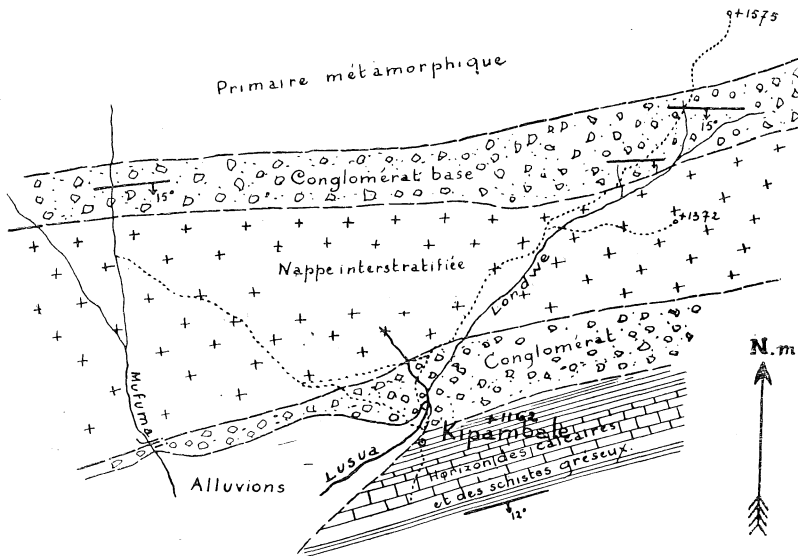 +1575
Primaire métamorphique
15°
Conglomérat base
15°
+1372
Nappe interstratifiée
Londwe
N.m
Conglomérat
Mufuma
+1162
Kipambale
Lusua
Horizon des calcaires
Alluvions
et des schistes gréseux.
12°